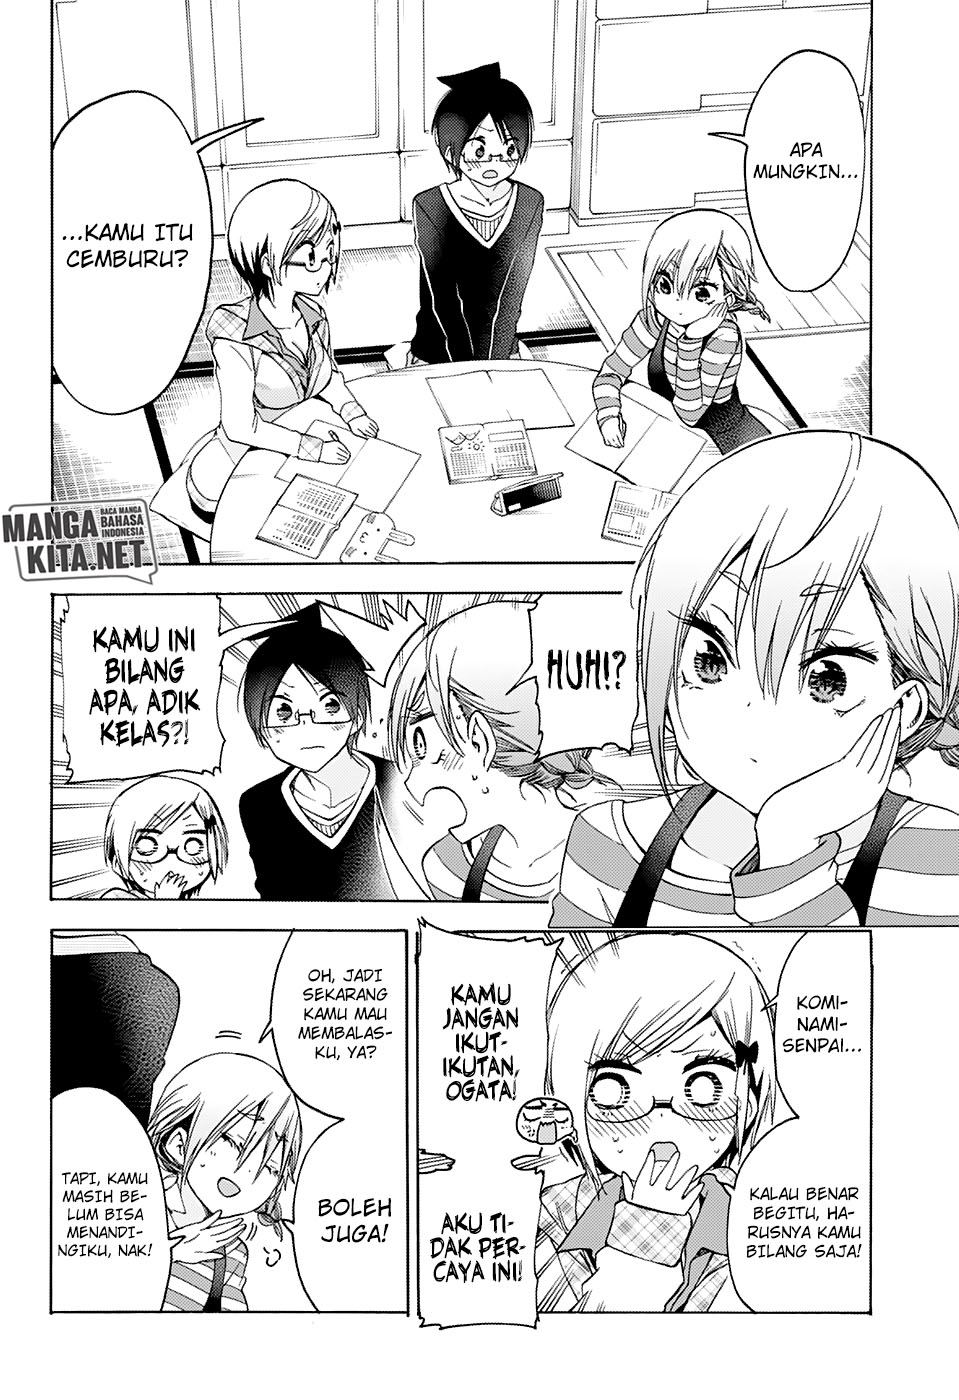 APA
MUNGKIN...
...KAMU ITU
CEMBURU?
MANGA
KITA.NET
BACA MANGA
BAHASA
INDONESIA
HUH!?
KAMU INI
BILANG
APA, ADIK
KELAS?!
KOMI-
NAMI-
SENPAI...
KALAU BENAR
BEGITU, HA-
RUSNYA KAMU
BILANG SAJA!
KAMU
JANGAN
IKUT-
IKUTAN,
OGATA!
AKU TI-
DAK PER-
CAYA INI!
OH, JADI
SEKARANG
KAMU MAU
MEMBALAS-
KU, YA?
BOLEH
JUGA!
TAPI, KAMU
MASIH BE-
LUM BISA
MENANDI-
NGIKU, NAK!